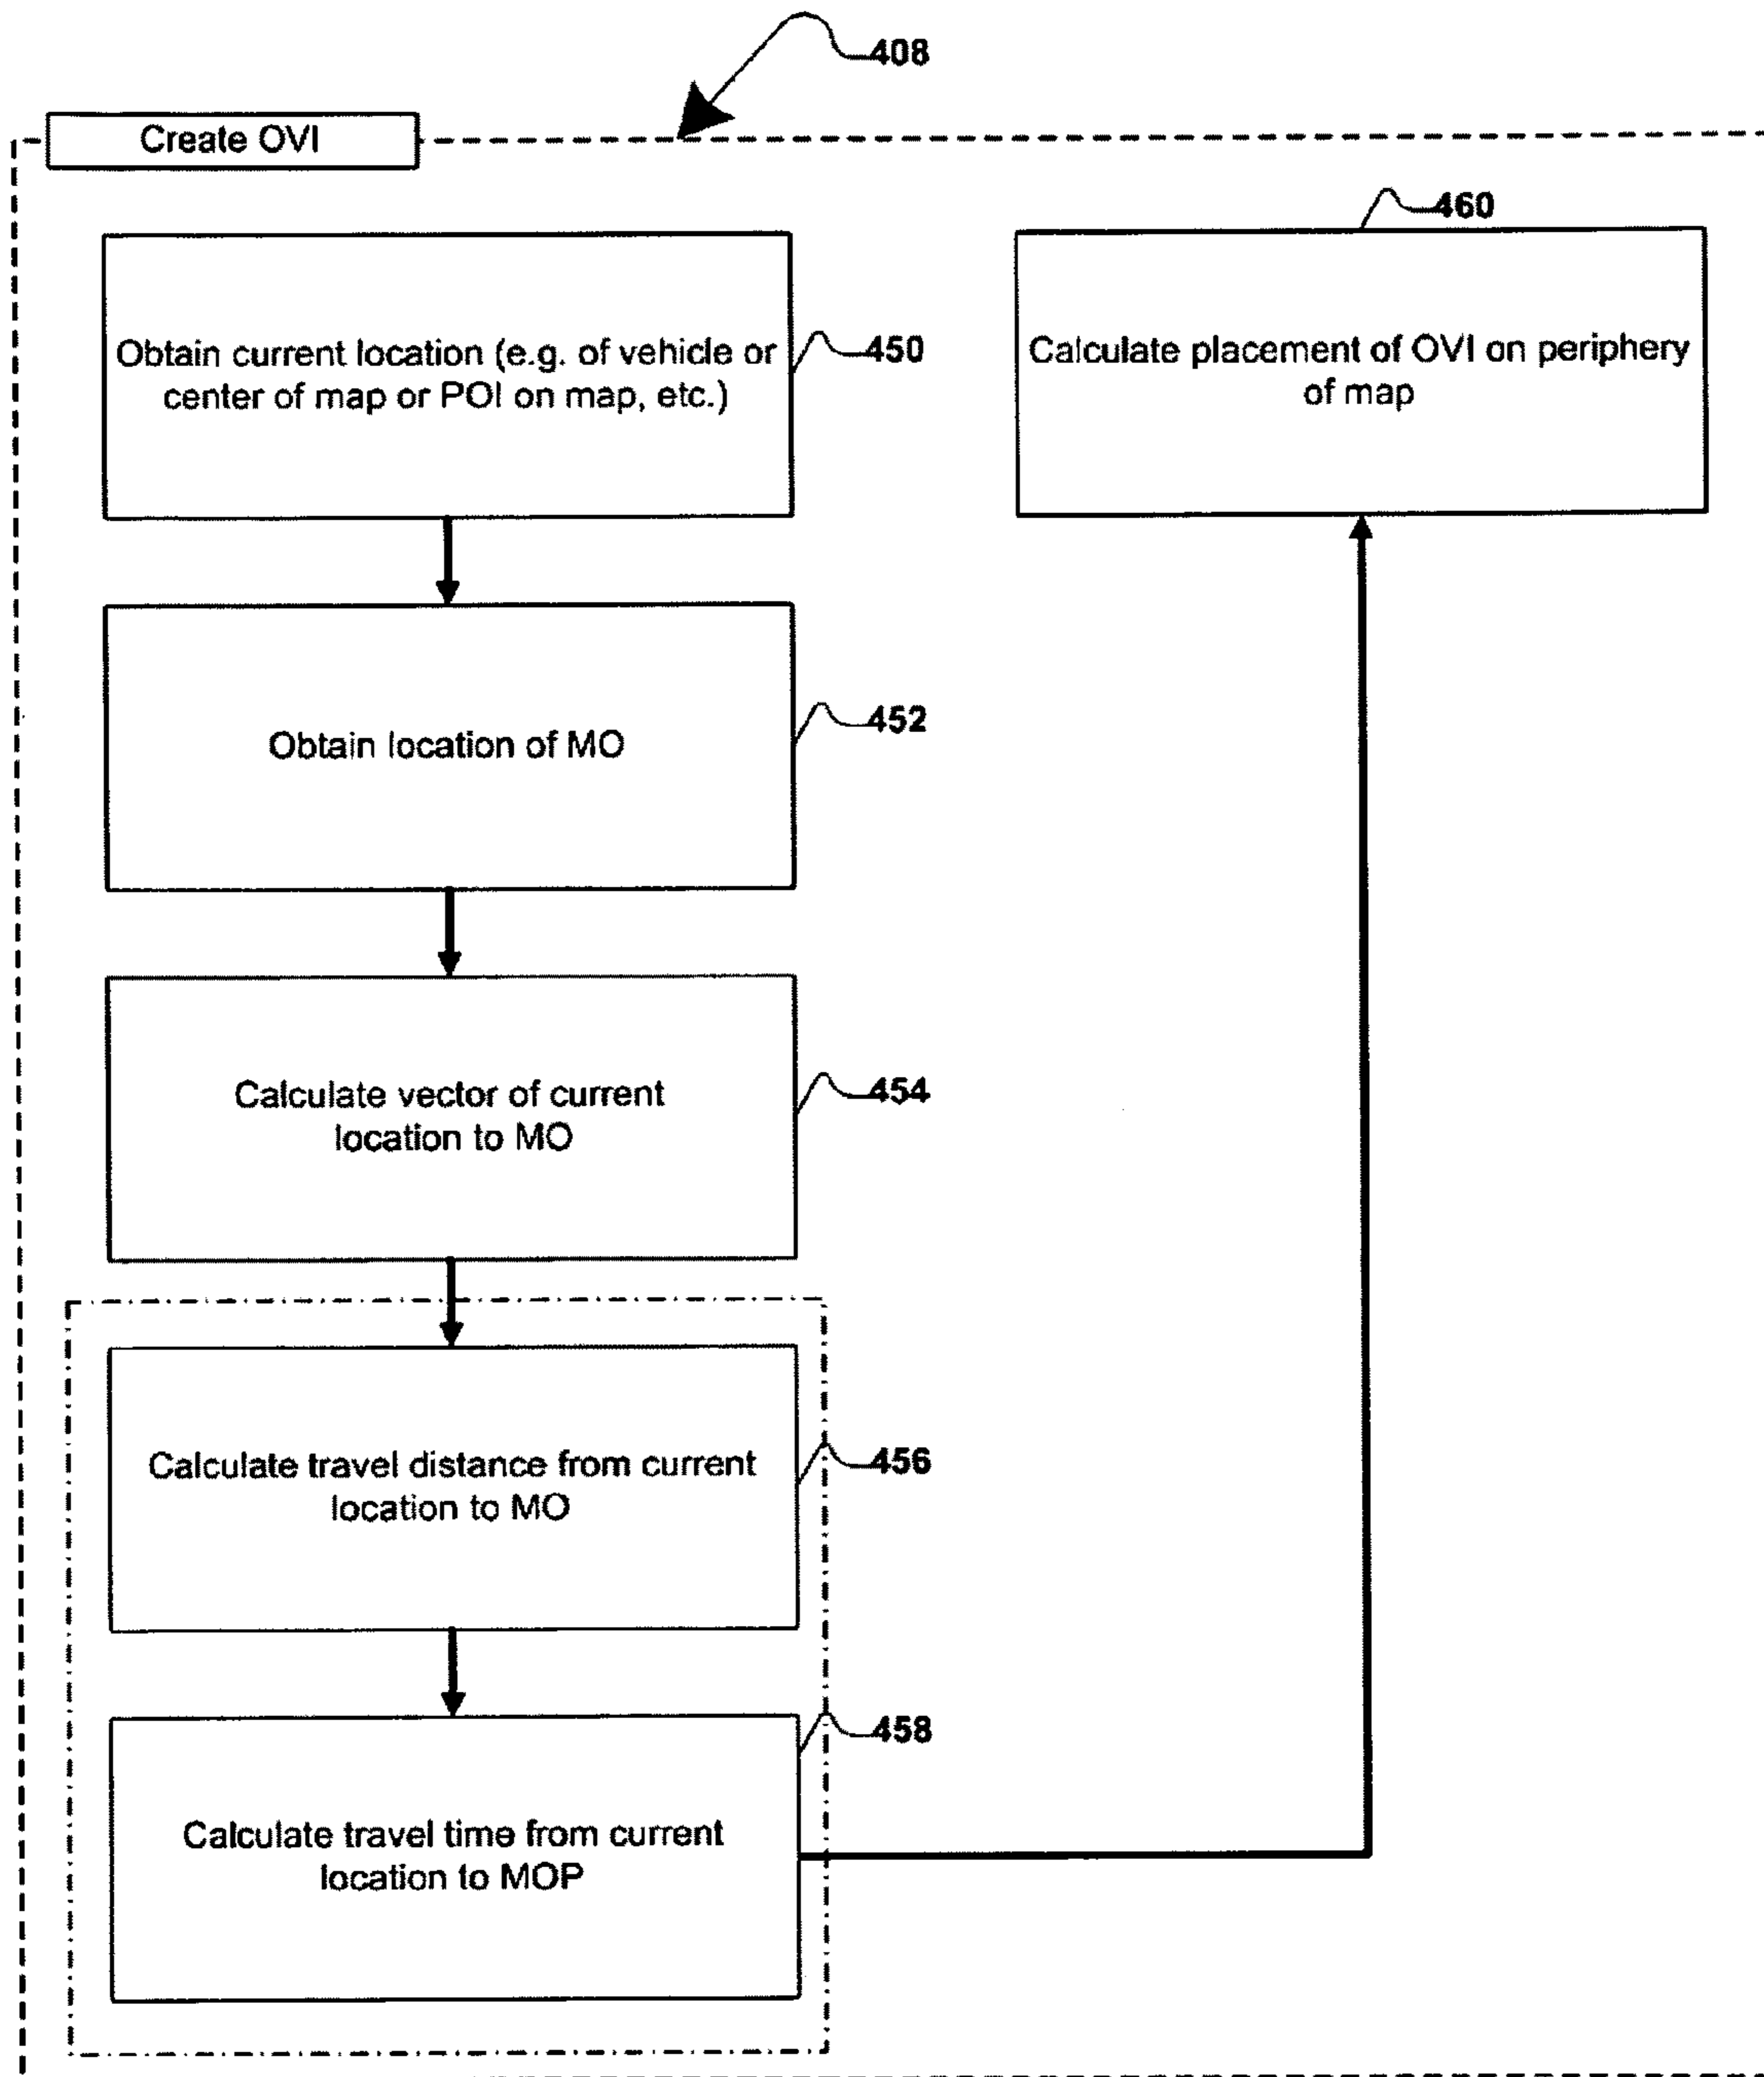 408
Create OVI
460
Obtain current location (e.g. of vehicle or
center of map or POI on map, etc.)
450
Calculate placement of OVI on periphery
of map
Obtain location of MO
452
Calculate vector of current
location to MO
454
Calculate travel distance from current
location to MO
456
Calculate travel time from current
location to MOP
458